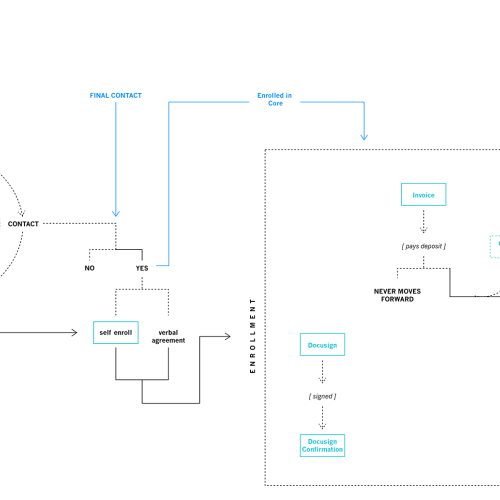 FINAL CONTACT
Enrolled in
Core
CONTACT
NO
YES
self enroll
verbal
agreement
ENROLLMENT
Invoice
[ pays deposit ]
NEVER MOVES
FORWARD
Docusign
[ signed ]
Docusign
Confirmation